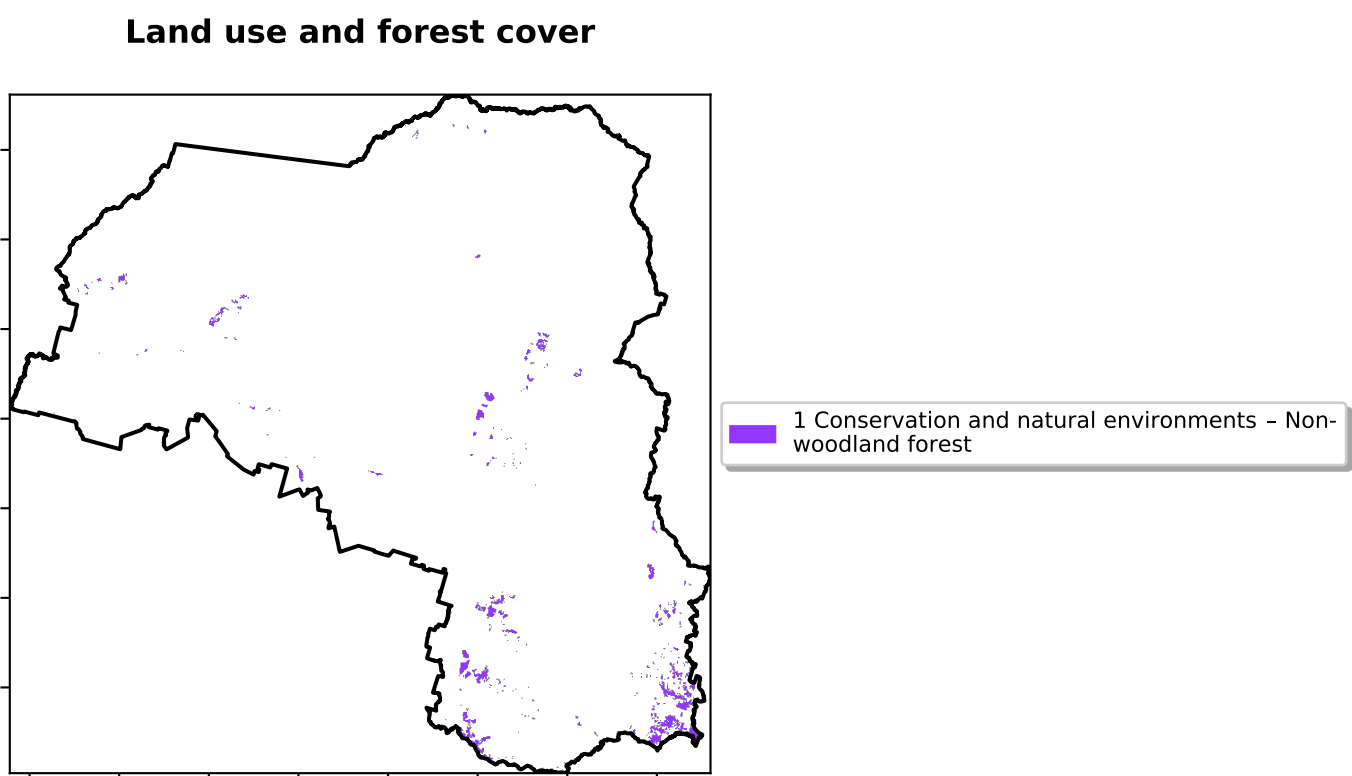 Land use and forest cover
1 Conservation and natural environments – Non-
woodland forest